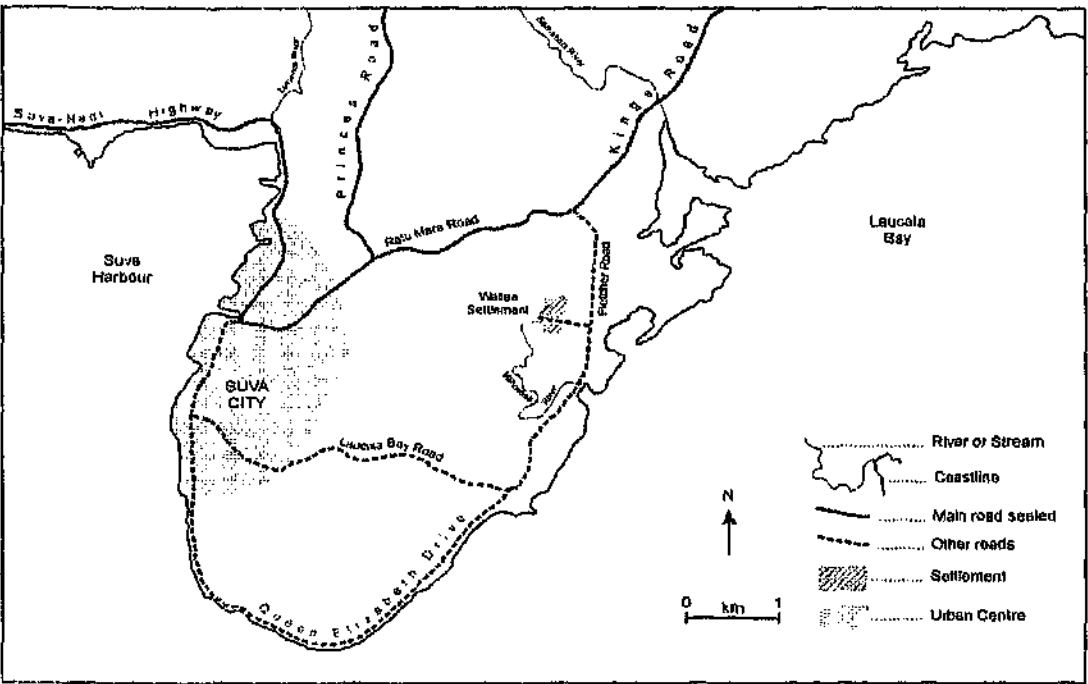 Suva-Nadi Highway
Princes Road
River
Kings Road
Ratu Mara Road
Fletcher Road
Suva
Harbour
Laucala
Bay
Settlement
SUVA
CITY
River
Laucala Bay Road
Queen Elizabeth Drive
N
0 km 1
River or Stream
Coastline
Main road sealed
Other roads
Settlement
Urban Centre